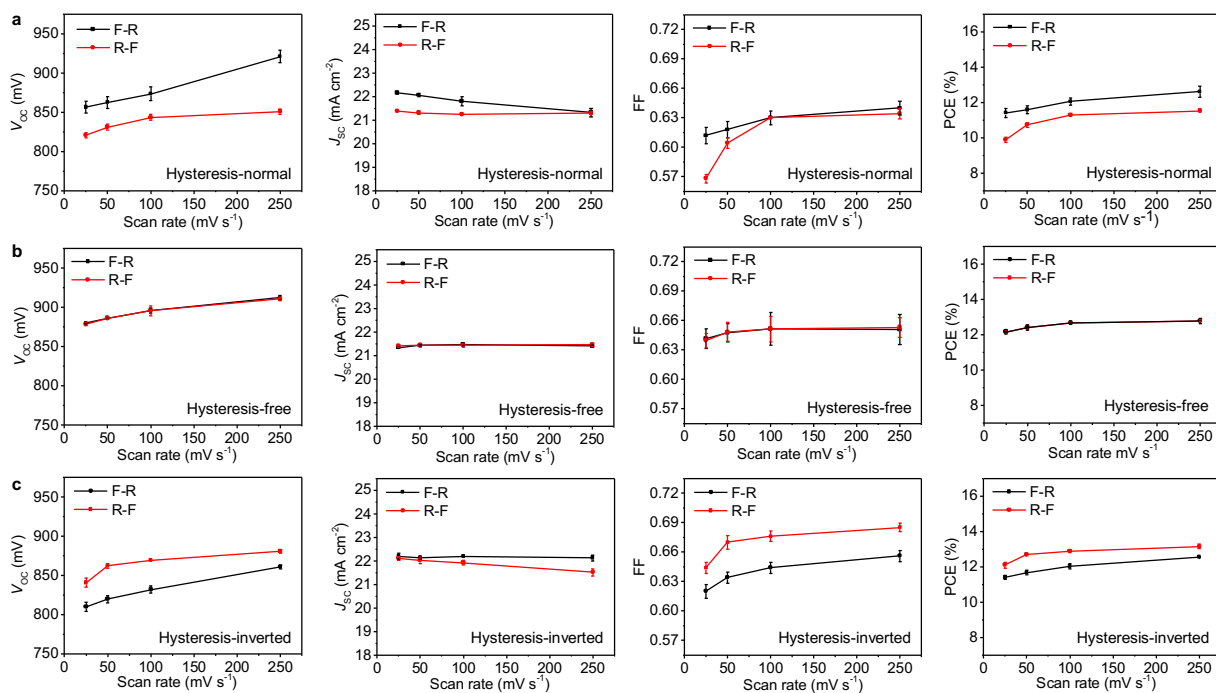 a
950
900
850
800
750
V_OC (mV)
F-R
R-F
Hysteresis-normal
0 50 100 150 200 250
Scan rate (mV s⁻¹)
25
24
23
22
21
20
19
18
J_SC (mA cm⁻²)
F-R
R-F
Hysteresis-normal
0 50 100 150 200 250
Scan rate (mV s⁻¹)
0.72
0.69
0.66
0.63
0.60
0.57
FF
F-R
R-F
Hysteresis-normal
0 50 100 150 200 250
Scan rate (mV s⁻¹)
16
14
12
10
8
PCE (%)
F-R
R-F
Hysteresis-normal
0 50 100 150 200 250
Scan rate (mV s⁻¹)
b
950
900
850
800
750
V_OC (mV)
F-R
R-F
Hysteresis-free
0 50 100 150 200 250
Scan rate (mV s⁻¹)
25
24
23
22
21
20
19
18
J_SC (mA cm⁻²)
F-R
R-F
Hysteresis-free
0 50 100 150 200 250
Scan rate (mV s⁻¹)
0.72
0.69
0.66
0.63
0.60
0.57
FF
F-R
R-F
Hysteresis-free
0 50 100 150 200 250
Scan rate (mV s⁻¹)
16
14
12
10
8
PCE (%)
F-R
R-F
Hysteresis-free
0 50 100 150 200 250
Scan rate mV s⁻¹)
c
950
900
850
800
750
V_OC (mV)
F-R
R-F
Hysteresis-inverted
0 50 100 150 200 250
Scan rate (mV s⁻¹)
25
24
23
22
21
20
19
18
J_SC (mA cm⁻²)
F-R
R-F
Hysteresis-inverted
0 50 100 150 200 250
Scan rate (mV s⁻¹)
0.72
0.69
0.66
0.63
0.60
0.57
FF
F-R
R-F
Hysteresis-inverted
0 50 100 150 200 250
Scan rate (mV s⁻¹)
16
14
12
10
8
PCE (%)
F-R
R-F
Hysteresis-inverted
0 50 100 150 200 250
Scan rate (mV s⁻¹)